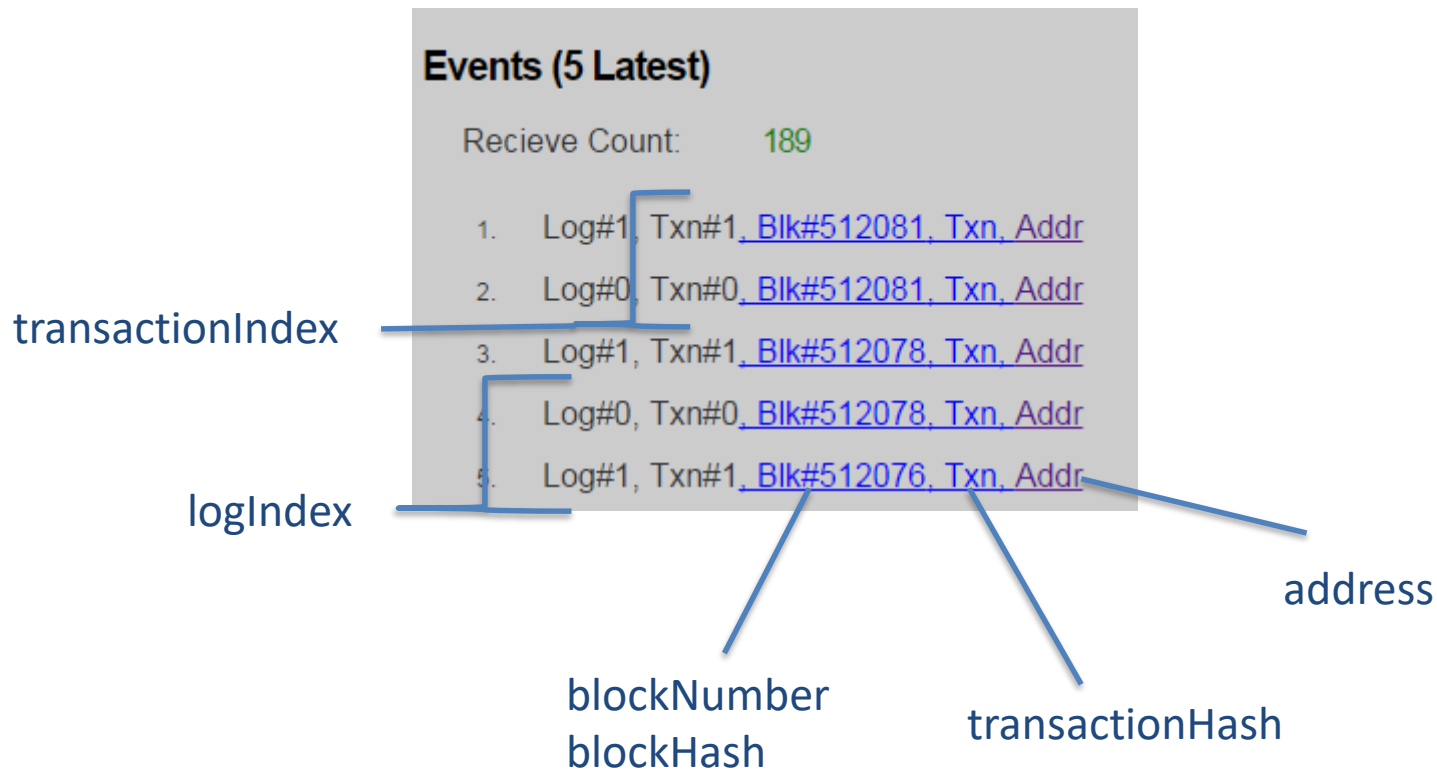 Events (5 Latest)
Recieve Count: 189
1. Log#1, Txn#1, Blk#512081, Txn, Addr
2. Log#0, Txn#0, Blk#512081, Txn, Addr
transactionIndex
3. Log#1, Txn#1, Blk#512078, Txn, Addr
4. Log#0, Txn#0, Blk#512078, Txn, Addr
5. Log#1, Txn#1, Blk#512076, Txn, Addr
logIndex
address
blockNumber
blockHash
transactionHash